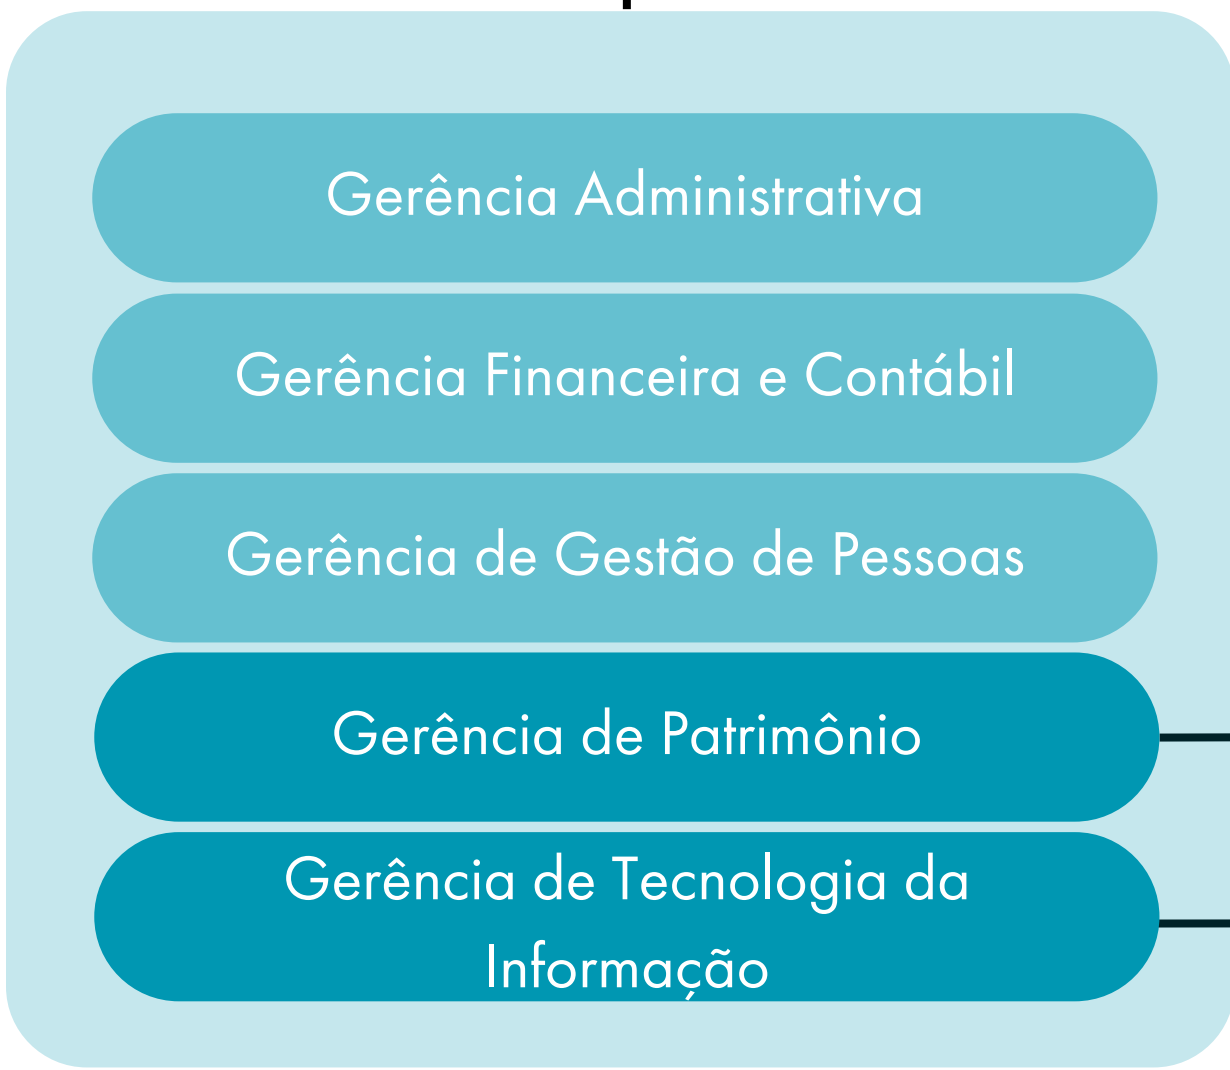 Gerência Administrativa
Gerência Financeira e Contábil
Gerência de Gestão de Pessoas
Gerência de Patrimônio
Gerência de Tecnologia da
Informação